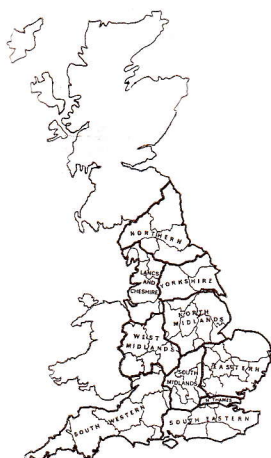 NORTHERN
LANCS
AND
CHESHIRE
YORKSHIRE
NORTH
MIDLANDS
WEST
MIDLANDS
EASTERN
SOUTH
MIDLANDS
N. THAMES
SOUTH WESTERN
SOUTH EASTERN